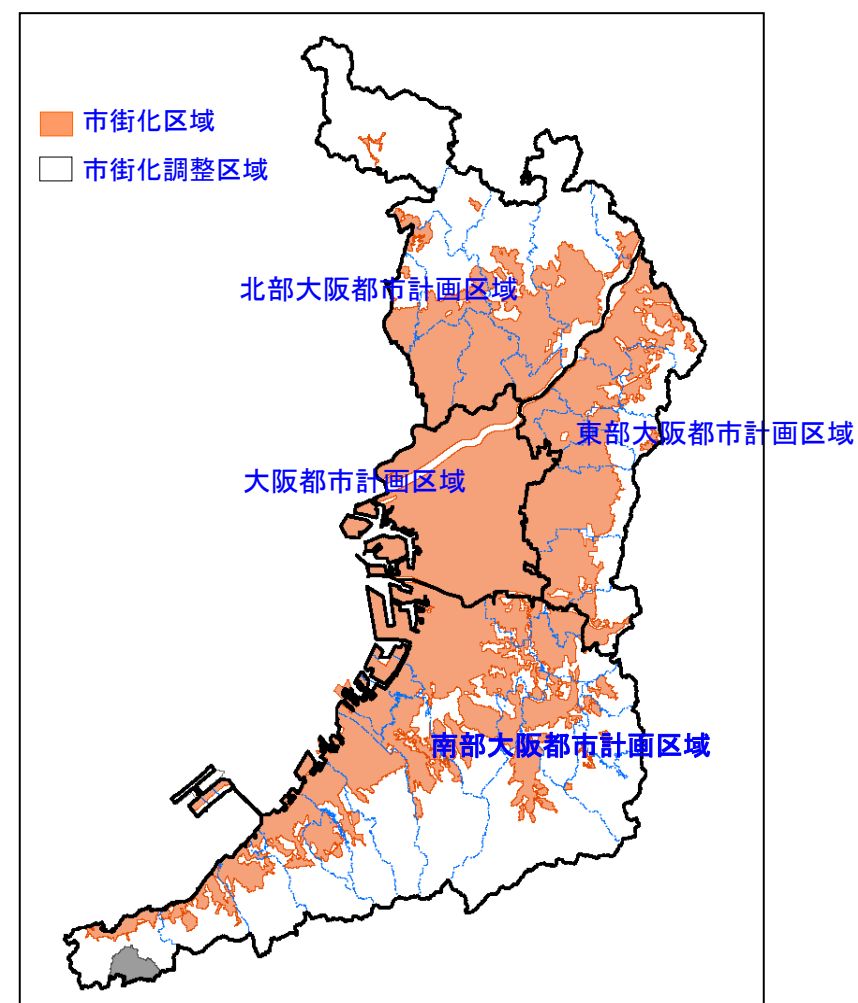 市街化区域
市街化調整区域
北部大阪都市計画区域
東部大阪都市計画区域
大阪都市計画区域
南部大阪都市計画区域